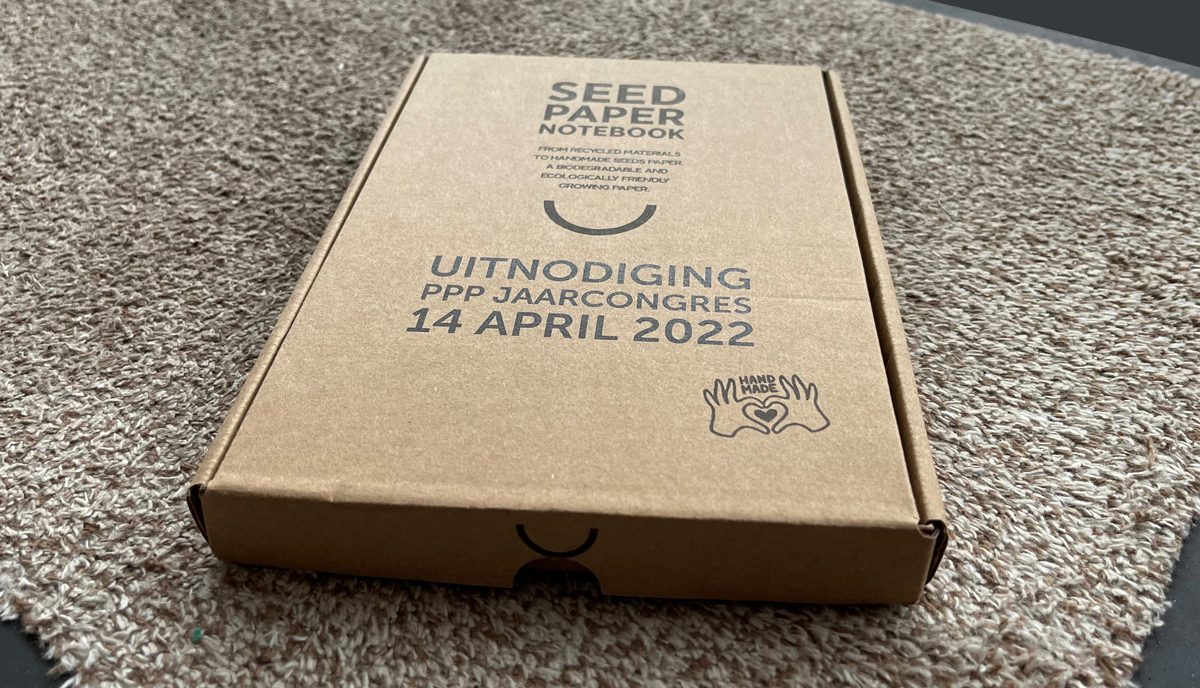 SEED
PAPER
NOTEBOOK
FROM RECYCLED MATERIALS
TO HANDMADE SEEDS PAPER.
A BIODEGRADABLE AND
ECOLOGICALLY FRIENDLY
GROWING PAPER.
UITNODIGING
PPP JAARCONGRES
14 APRIL 2022
HAND
MADE